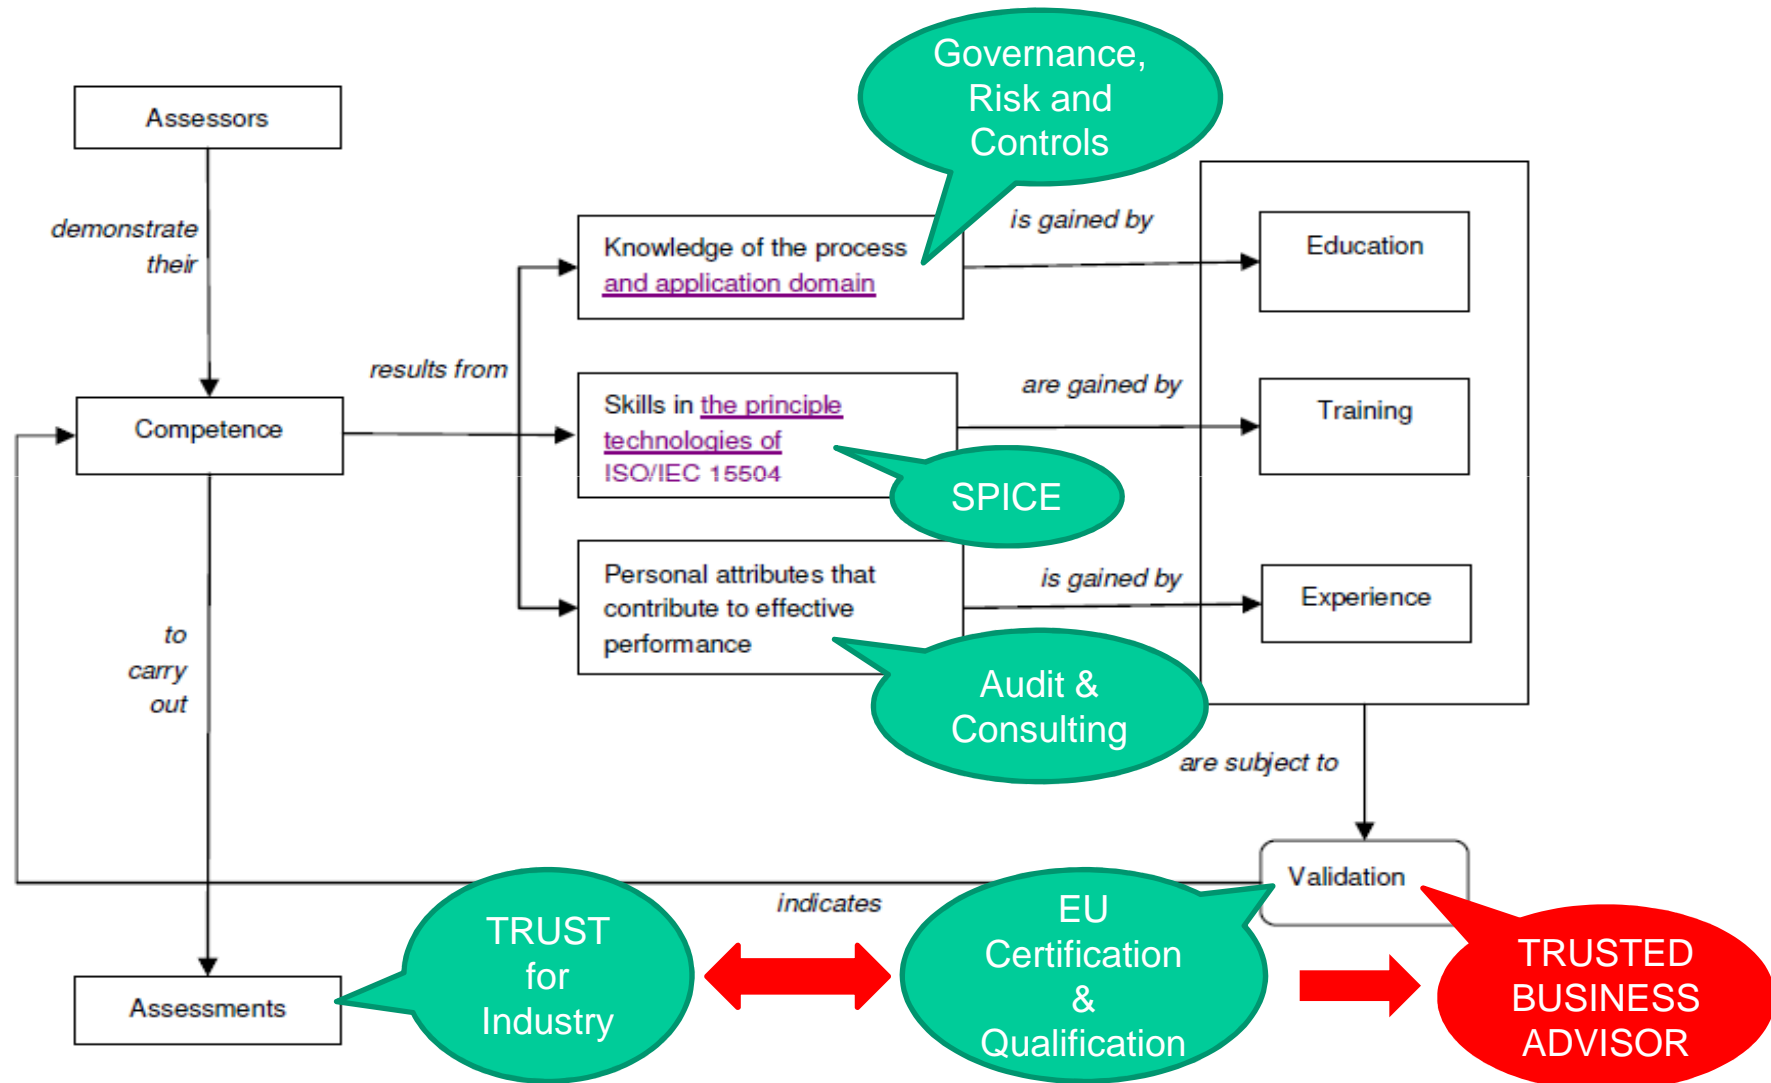 Governance,
Risk and
Controls
Assessors
demonstrate
their
Knowledge of the process
and application domain
is gained by
Education
results from
Competence
Skills in the principle
technologies of
ISO/IEC 15504
are gained by
Training
SPICE
Personal attributes that
contribute to effective
performance
is gained by
Experience
to
carry
out
Audit &
Consulting
are subject to
Validation
indicates
TRUST
for
Industry
EU
Certification
&
Qualification
TRUSTED
BUSINESS
ADVISOR
Assessments